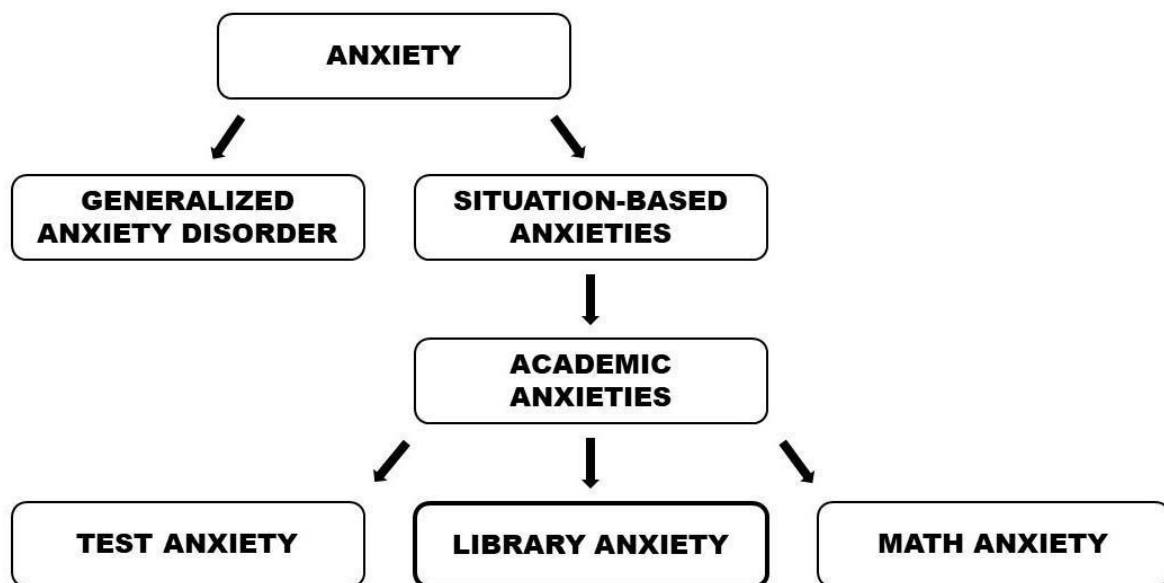 ANXIETY
GENERALIZED
ANXIETY DISORDER
SITUATION-BASED
ANXIETIES
ACADEMIC
ANXIETIES
TEST ANXIETY
LIBRARY ANXIETY
MATH ANXIETY